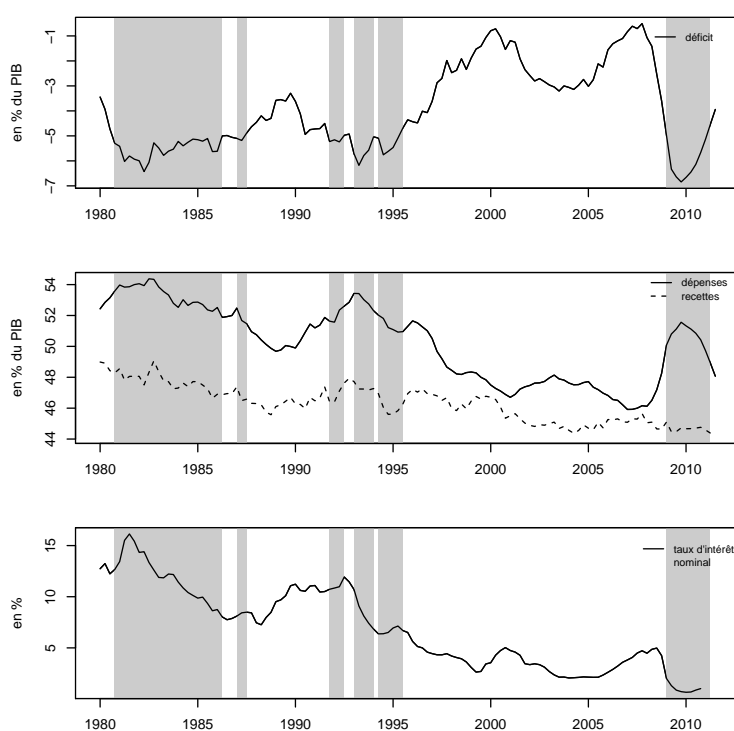 déficit
en % du PIB
−1
−3
−5
−7
1980 1985 1990 1995 2000 2005 2010
dépenses
recettes
en % du PIB
54
52
50
48
46
44
1980 1985 1990 1995 2000 2005 2010
taux d'intérêt
nominal
en %
15
10
5
1980 1985 1990 1995 2000 2005 2010